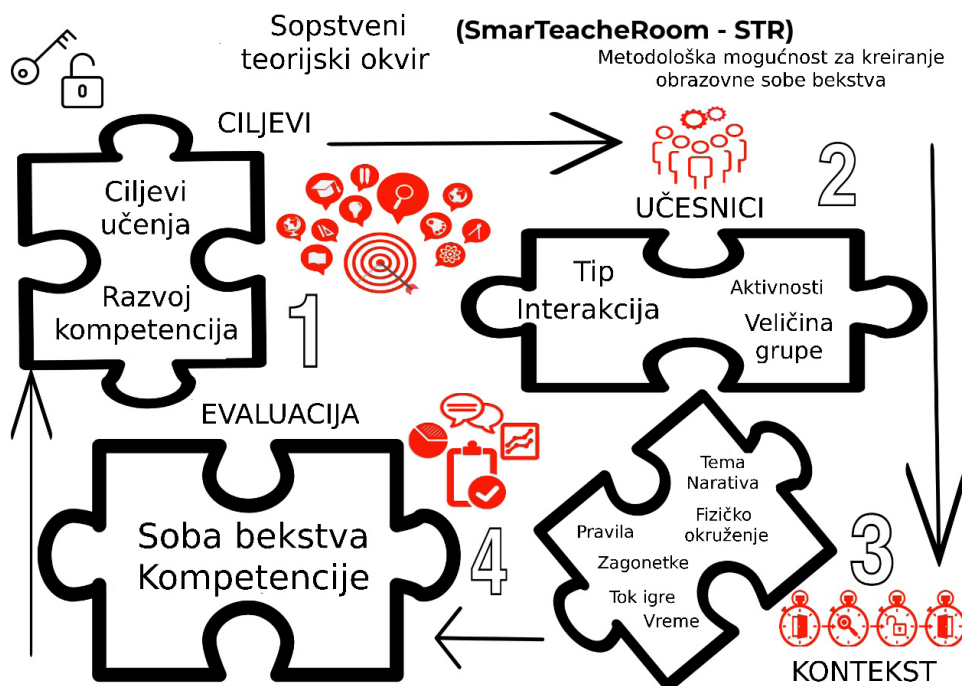 Sopstveni
teorijski okvir
(SmarTeacheRoom - STR)
Metodološka mogućnost za kreiranje
obrazovne sobe bekstva
CILJEVI
Ciljevi
učenja
Razvoj
kompetencija
1
2
UČESNICI
Tip
Interakcija
Aktivnosti
Veličina
grupe
3
Tema
Narativa
Fizičko
okruženje
Pravila
Zagonetke
Tok igre
Vreme
KONTEKST
4
EVALUACIJA
Soba bekstva
Kompetencije